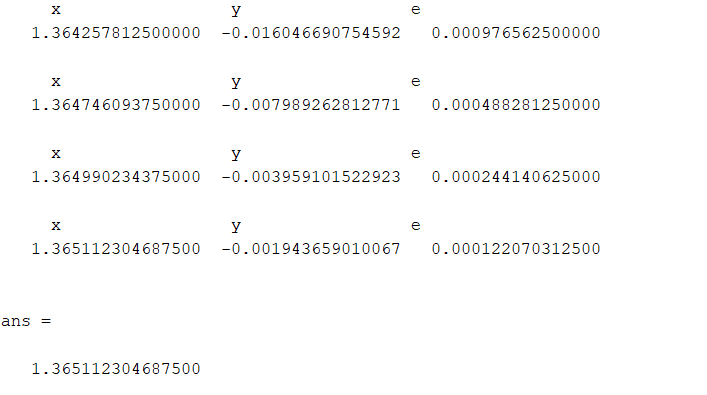 x y e
1.364257812500000 -0.016046690754592 0.000976562500000
x y e
1.364746093750000 -0.007989262812771 0.000488281250000
x y e
1.364990234375000 -0.003959101522923 0.000244140625000
x y e
1.365112304687500 -0.001943659010067 0.000122070312500
ans =
1.365112304687500